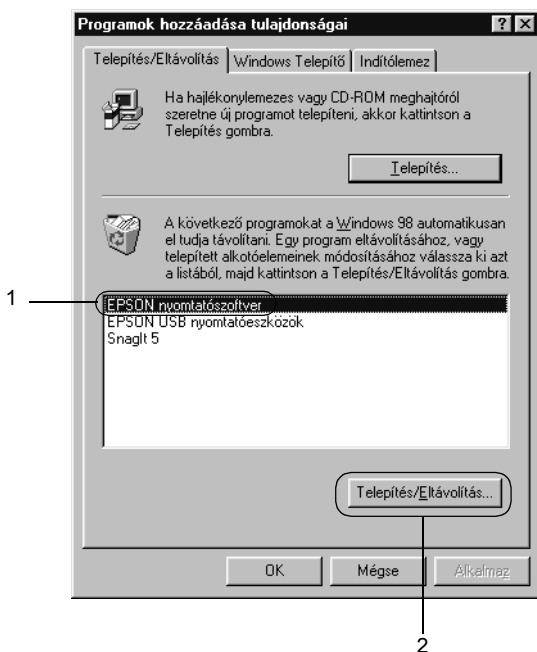 Programok hozzáadása tulajdonságai
Telepítés/Eltávolítás Windows Telepítő Indítólemez
Ha hajlékonylemezes vagy CD-ROM meghajtóról
szeretne új programot telepíteni, akkor kattintson a
Telepítés gombra.
Telepítés...
A következő programokat a Windows 98 automatikusan
el tudja távolítani. Egy program eltávolításához, vagy
telepített alkotóelemeinek módosításához válassza ki azt
a listából, majd kattintson a Telepítés/Eltávolítás gombra.
1
EPSON nyomtatószoftver
EPSON USB nyomtatóeszközök
SnagIt 5
Telepítés/Eltávolítás...
OK Mégse Alkalmaz
2